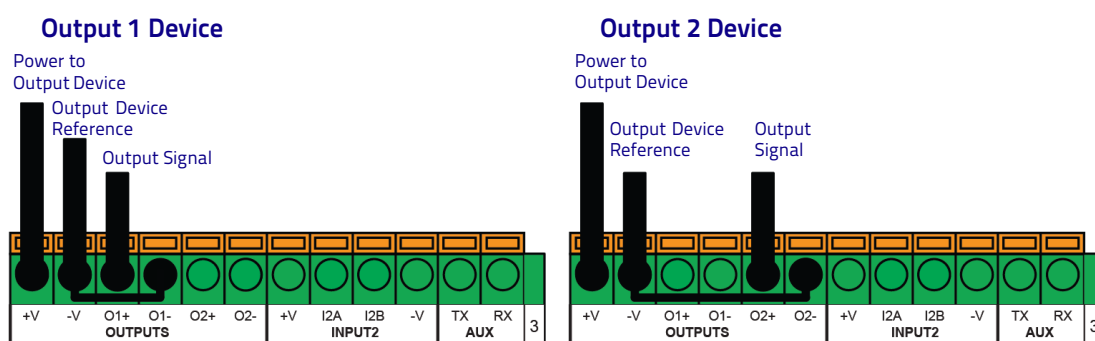 Output 1 Device
Power to
Output Device
Output Device
Reference
Output Signal
+V -V O1+ O1- O2+ O2- +V I2A I2B -V TX RX
OUTPUTS INPUT2 AUX 3
Output 2 Device
Power to
Output Device
Output Device
Reference
Output
Signal
+V -V O1+ O1- O2+ O2- +V I2A I2B -V TX RX
OUTPUTS INPUT2 AUX 3